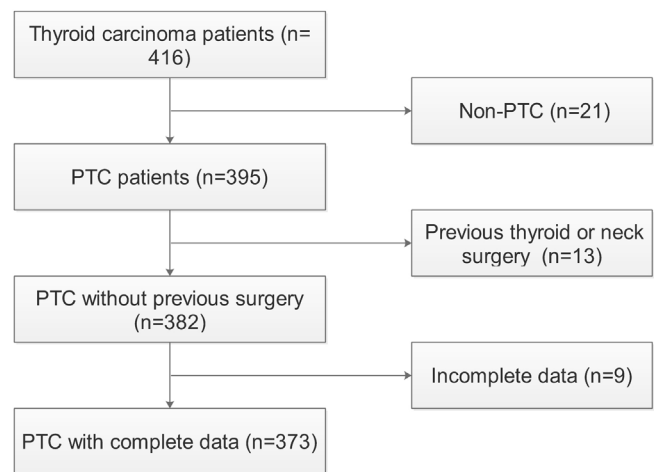 Thyroid carcinoma patients (n=
416)
Non-PTC (n=21)
PTC patients (n=395)
Previous thyroid or neck
surgery (n=13)
PTC without previous surgery
(n=382)
Incomplete data (n=9)
PTC with complete data (n=373)